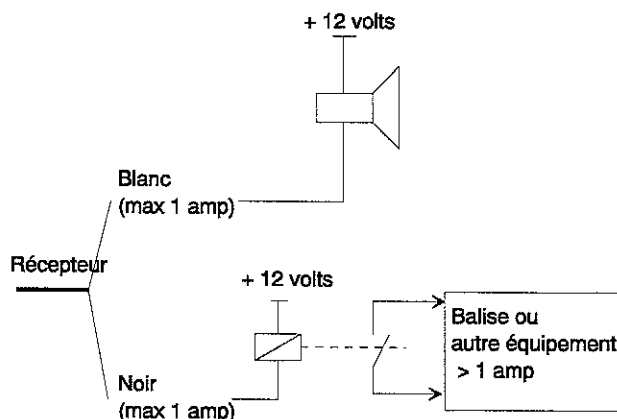 + 12 volts
Blanc
(max 1 amp)
Récepteur
+ 12 volts
Balise ou
autre équipement
> 1 amp
Noir
(max 1 amp)